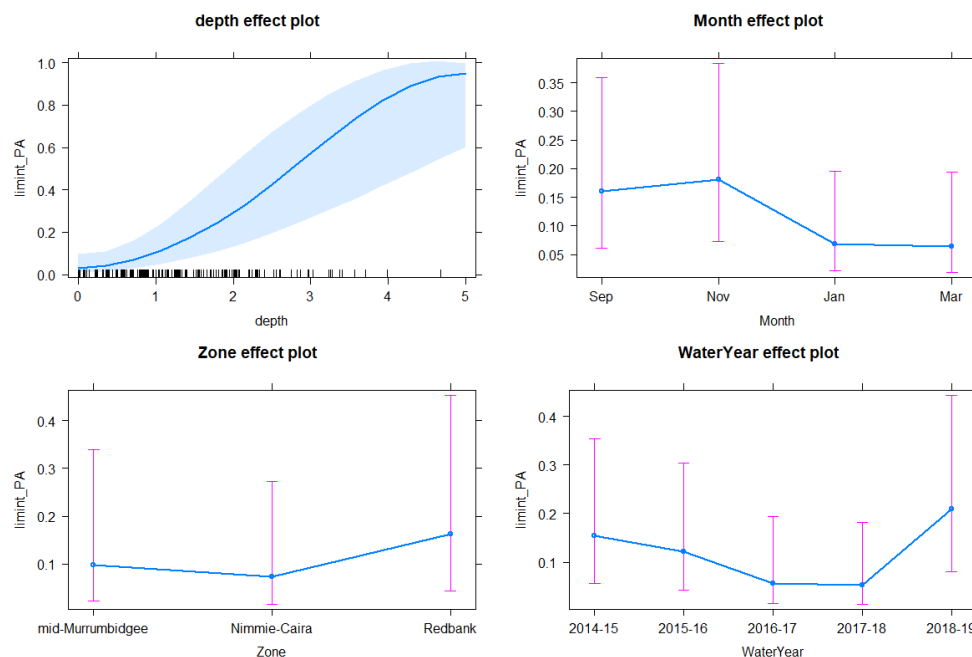 depth effect plot
1.0
0.8
0.6
0.4
0.2
0.0
limint_PA
0 1 2 3 4 5
depth
Month effect plot
0.35
0.30
0.25
0.20
0.15
0.10
0.05
limint_PA
Sep Nov Jan Mar
Month
Zone effect plot
0.4
0.3
0.2
0.1
limint_PA
mid-Murrumbidgee Nimmie-Caira Redbank
Zone
WaterYear effect plot
0.4
0.3
0.2
0.1
limint_PA
2014-15 2015-16 2016-17 2017-18 2018-19
WaterYear